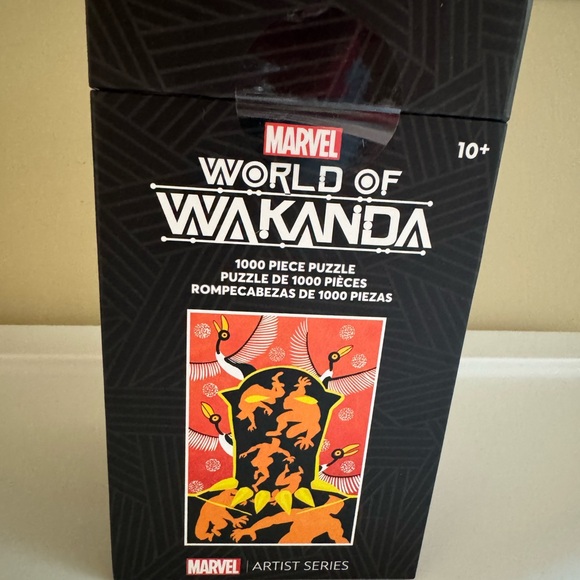 MARVEL
10+
WORLD OF
WAKANDA
1000 PIECE PUZZLE
PUZZLE DE 1000 PIÈCES
ROMPECABEZAS DE 1000 PIEZAS
MARVEL | ARTIST SERIES